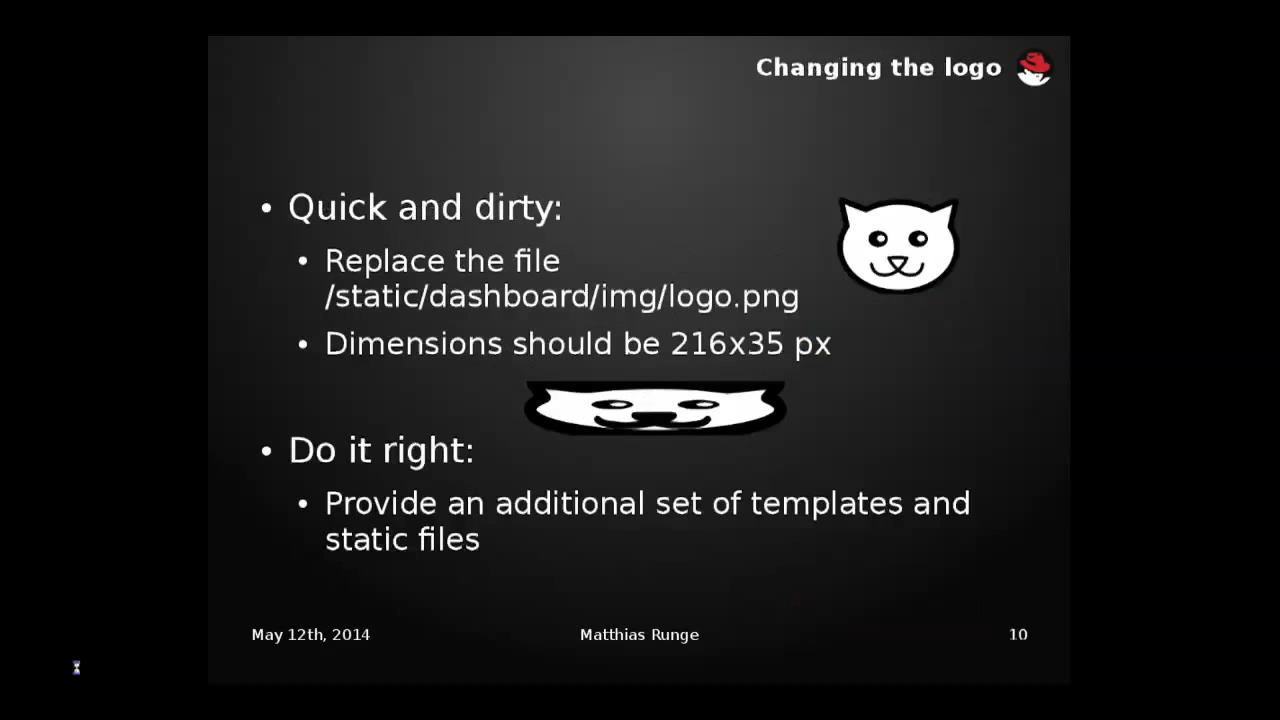 Changing the logo
• Quick and dirty:
• Replace the file
/static/dashboard/img/logo.png
• Dimensions should be 216x35 px
• Do it right:
• Provide an additional set of templates and
static files
May 12th, 2014
Matthias Runge
10